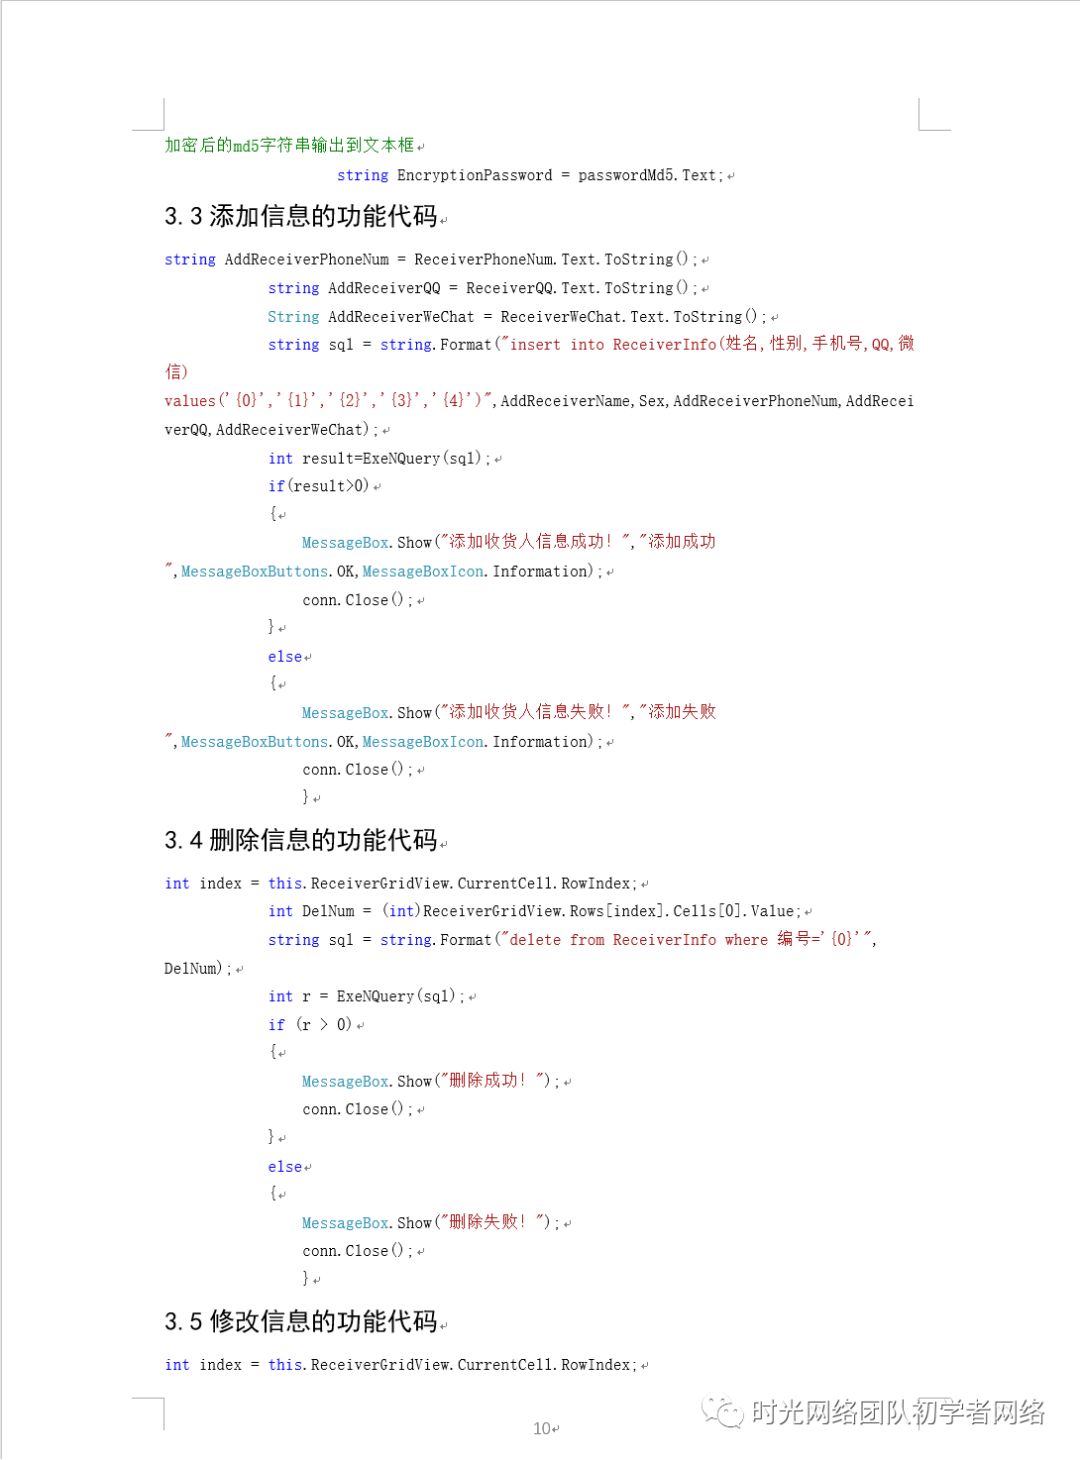 加密后的md5字符串输出到文本框
string EncryptionPassword = passwordMd5.Text;
3.3 添加信息的功能代码
string AddReceiverPhoneNum = ReceiverPhoneNum.Text.ToString();
string AddReceiverQQ = ReceiverQQ.Text.ToString();
String AddReceiverWeChat = ReceiverWeChat.Text.ToString();
string sql = string.Format("insert into ReceiverInfo(姓名,性别,手机号,QQ,微
信)
values('{0}','{1}','{2}','{3}','{4}')",AddReceiverName,Sex,AddReceiverPhoneNum,AddRecei
verQQ,AddReceiverWeChat);
int result=ExeNQuery(sql);
if(result>0)
{
MessageBox.Show("添加收货人信息成功！","添加成功
",MessageBoxButtons.OK,MessageBoxIcon.Information);
conn.Close();
}
else
{
MessageBox.Show("添加收货人信息失败！","添加失败
",MessageBoxButtons.OK,MessageBoxIcon.Information);
conn.Close();
}
3.4 删除信息的功能代码
int index = this.ReceiverGridView.CurrentCell.RowIndex;
int DelNum = (int)ReceiverGridView.Rows[index].Cells[0].Value;
string sql = string.Format("delete from ReceiverInfo where 编号='{0}'",
DelNum);
int r = ExeNQuery(sql);
if (r > 0)
{
MessageBox.Show("删除成功！");
conn.Close();
}
else
{
MessageBox.Show("删除失败！");
conn.Close();
}
3.5 修改信息的功能代码
int index = this.ReceiverGridView.CurrentCell.RowIndex;
时光网络团队初学者网络
10